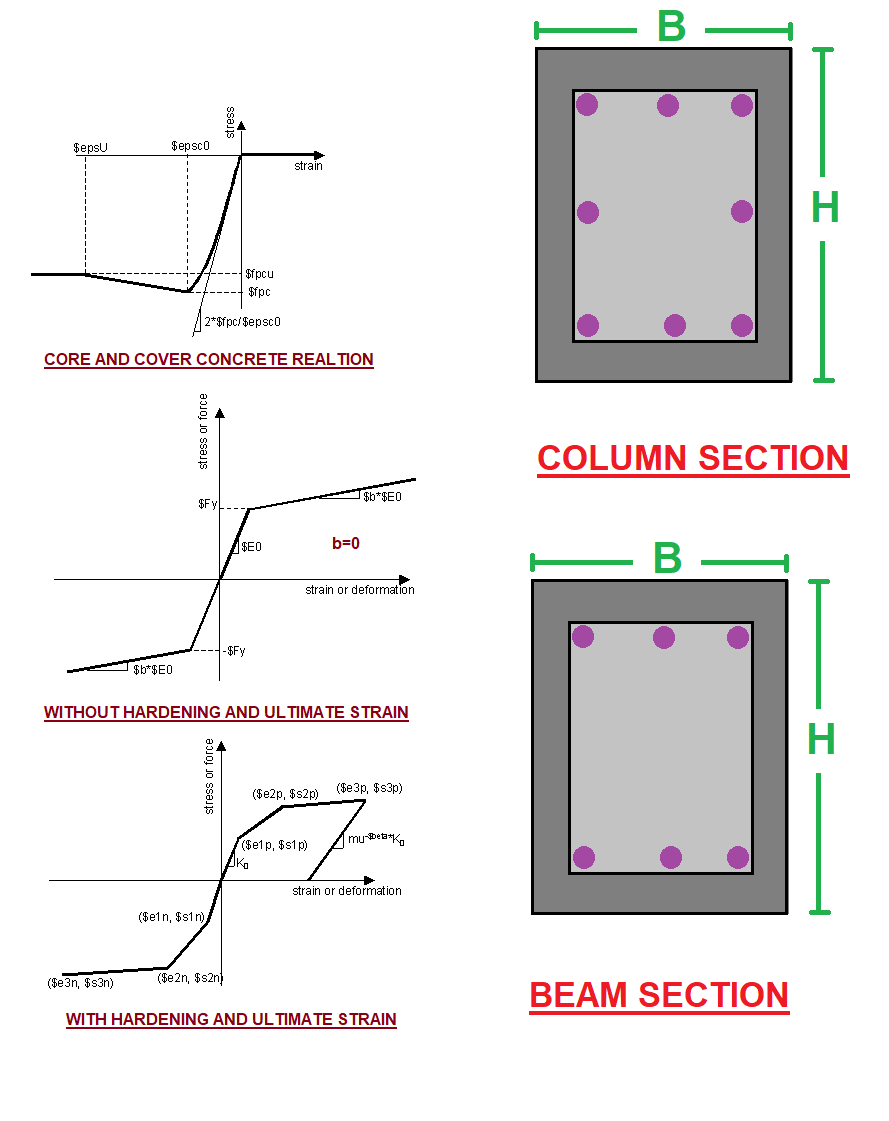 stress
$epsU
$epsc0
strain
$fpcu
$fpc
2*$fpc/$epsc0
CORE AND COVER CONCRETE REALTION
stress or force
$Fy
$b*$E0
$E0
b=0
strain or deformation
-$Fy
$b*$E0
WITHOUT HARDENING AND ULTIMATE STRAIN
stress or force
($e3p, $s3p)
($e2p, $s2p)
($e1p, $s1p)
mu-$beta*K0
K0
strain or deformation
($e1n, $s1n)
($e2n, $s2n)
($e3n, $s3n)
WITH HARDENING AND ULTIMATE STRAIN
B
H
COLUMN SECTION
B
H
BEAM SECTION